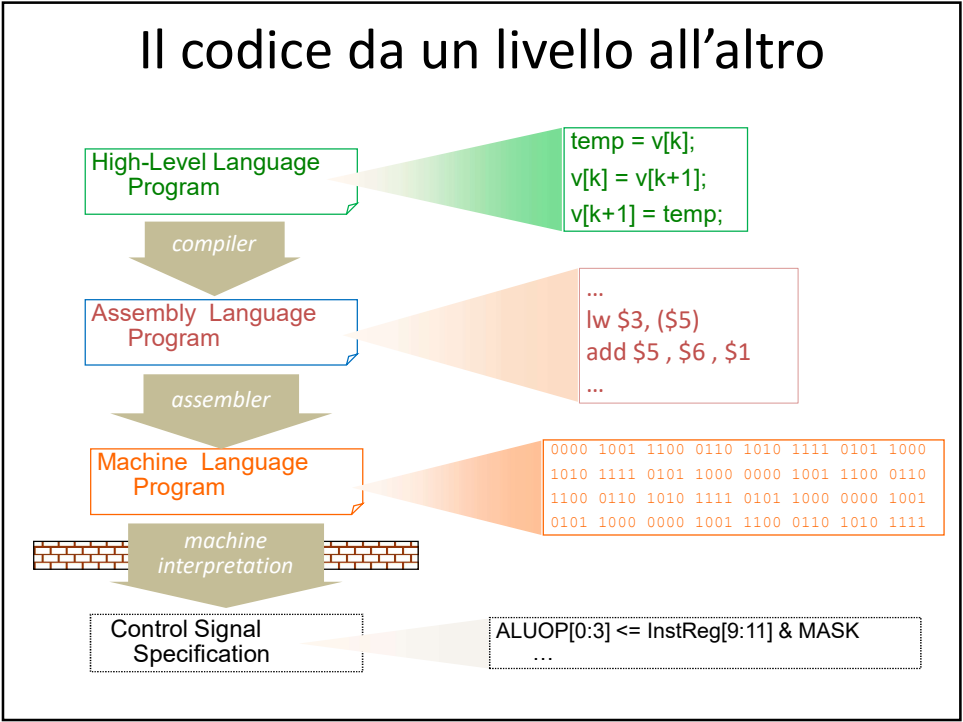 Il codice da un livello all’altro
High-Level Language
Program
temp = v[k];
v[k] = v[k+1];
v[k+1] = temp;
compiler
Assembly Language
Program
...
lw $3, ($5)
add $5 , $6 , $1
...
assembler
Machine Language
Program
0000 1001 1100 0110 1010 1111 0101 1000
1010 1111 0101 1000 0000 1001 1100 0110
1100 0110 1010 1111 0101 1000 0000 1001
0101 1000 0000 1001 1100 0110 1010 1111
machine
interpretation
Control Signal
Specification
ALUOP[0:3] <= InstReg[9:11] & MASK
...